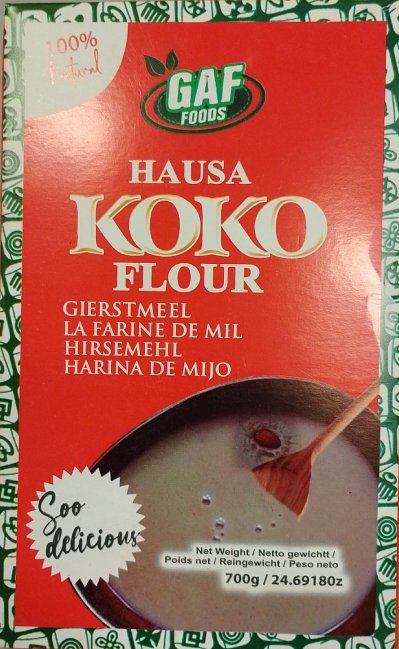 100%
Natural
GAF
FOODS
HAUSA
KOKO
FLOUR
GIERSTMEEL
LA FARINE DE MIL
HIRSEMEHL
HARINA DE MIJO
Soo
delicious
Net Weight / Netto gewichtt /
Poids net / Reingewicht / Peso neto
700g / 24.69180z